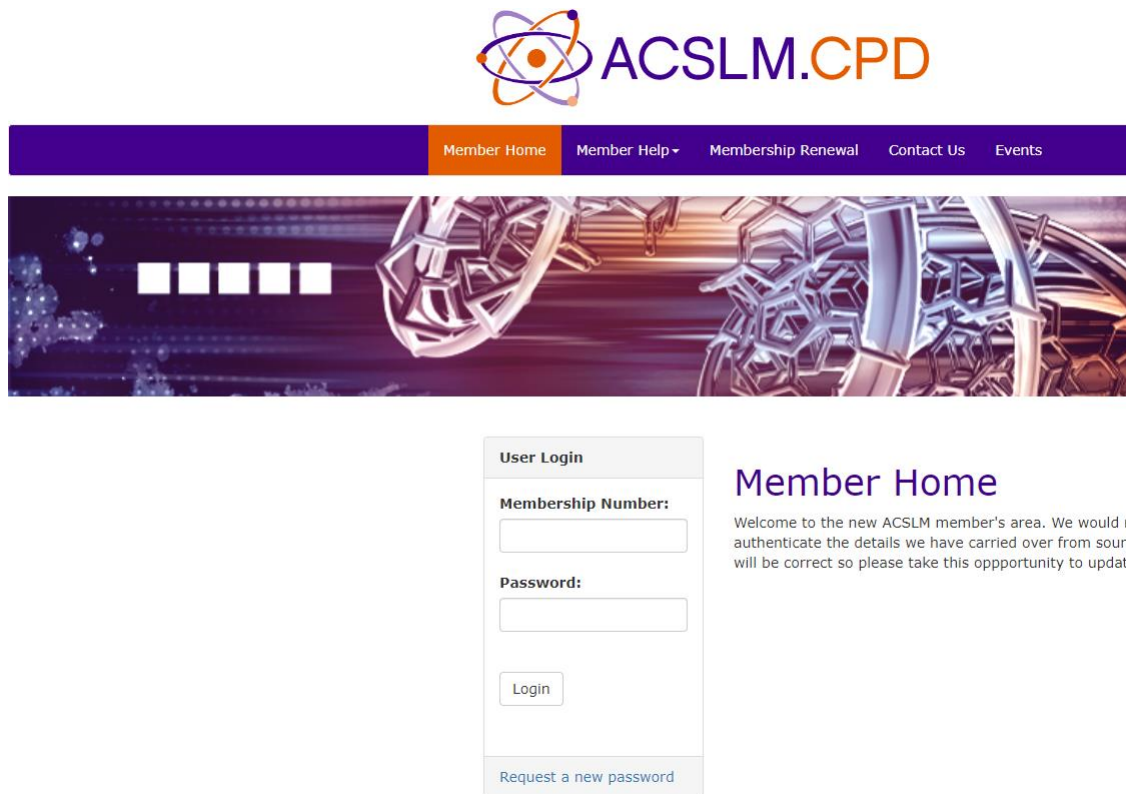 ACSLM.CPD
Member Home Member Help Membership Renewal Contact Us Events
User Login
Membership Number:
Password:
Login
Request a new password
Member Home
Welcome to the new ACSLM member's area. We would
authenticate the details we have carried over from
will be correct so please take this oppportunity to